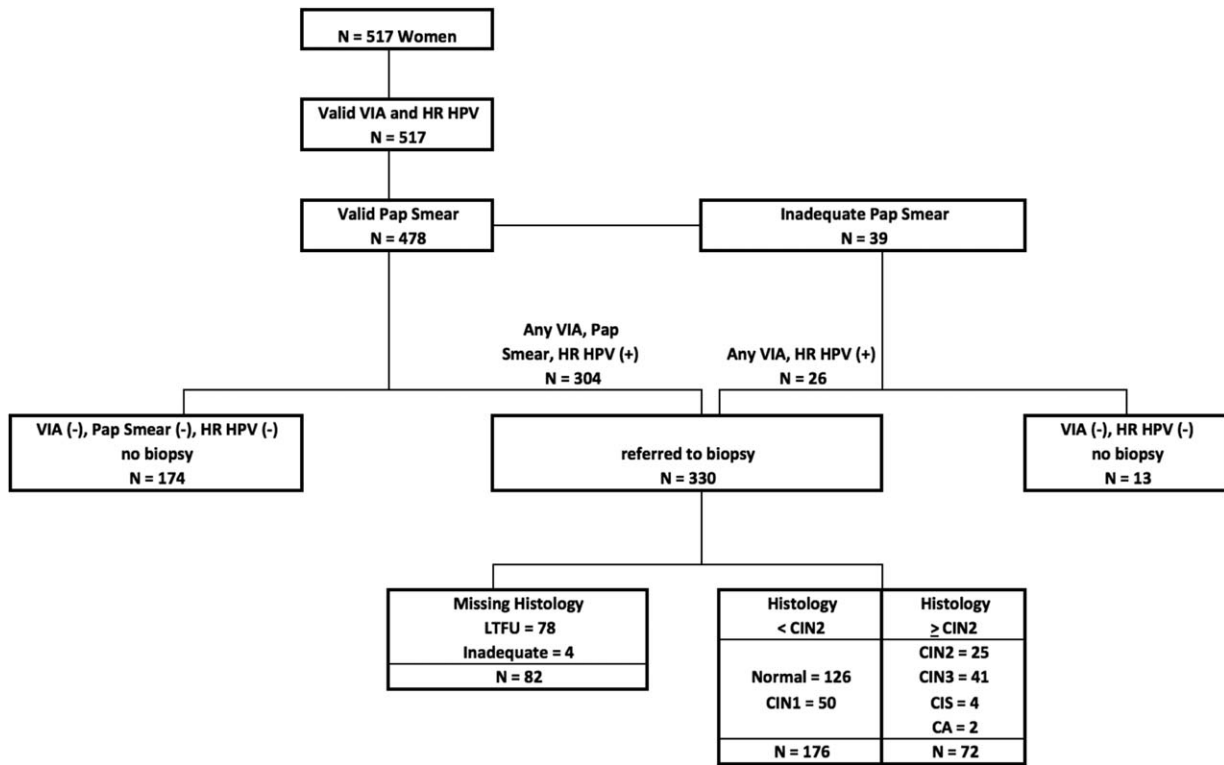 N = 517 Women
Valid VIA and HR HPV
N = 517
Valid Pap Smear
N = 478
Inadequate Pap Smear
N = 39
Any VIA, Pap
Smear, HR HPV (+)
N = 304
Any VIA, HR HPV (+)
N = 26
VIA (-), Pap Smear (-), HR HPV (-)
no biopsy
N = 174
referred to biopsy
N = 330
VIA (-), HR HPV (-)
no biopsy
N = 13
Missing Histology
LTFU = 78
Inadequate = 4
N = 82
Histology
< CIN2
Normal = 126
CIN1 = 50
N = 176
Histology
≥ CIN2
CIN2 = 25
CIN3 = 41
CIS = 4
CA = 2
N = 72